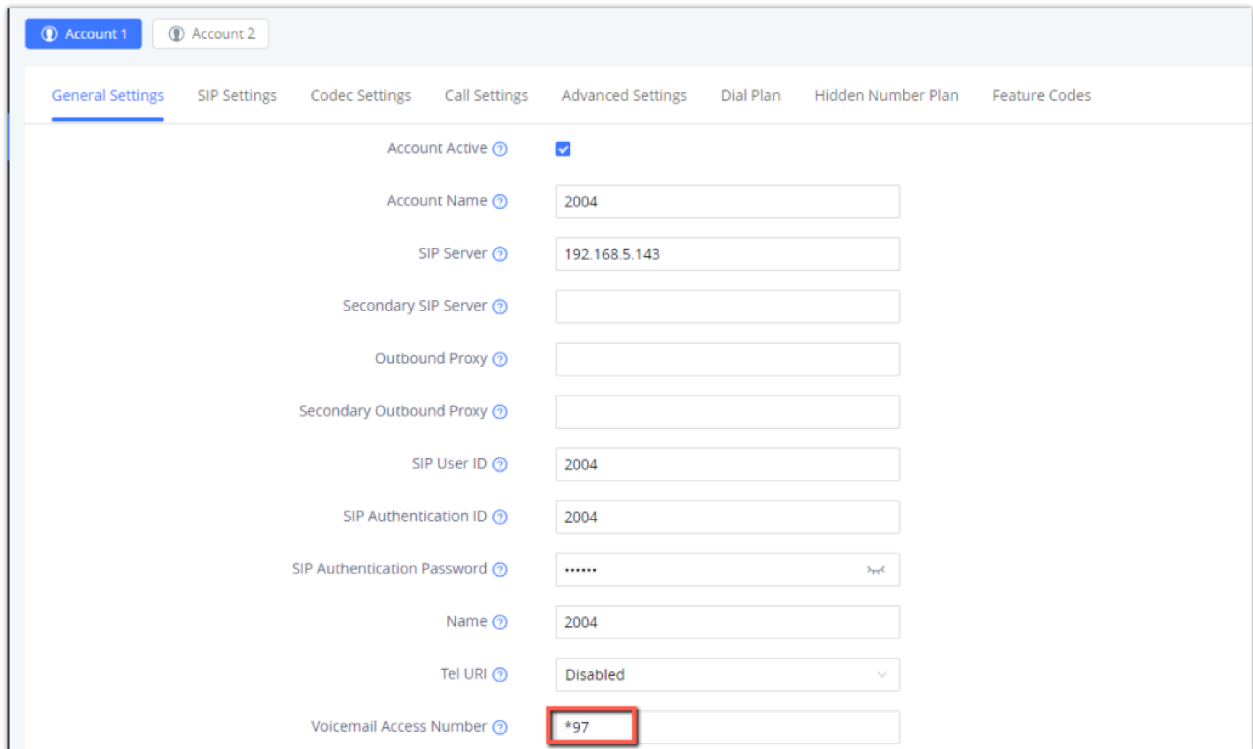 Account 1 Account 2
General Settings SIP Settings Codec Settings Call Settings Advanced Settings Dial Plan Hidden Number Plan Feature Codes
Account Active
Account Name 2004
SIP Server 192.168.5.143
Secondary SIP Server
Outbound Proxy
Secondary Outbound Proxy
SIP User ID 2004
SIP Authentication ID 2004
SIP Authentication Password ••••••
Name 2004
Tel URI Disabled
Voicemail Access Number *97